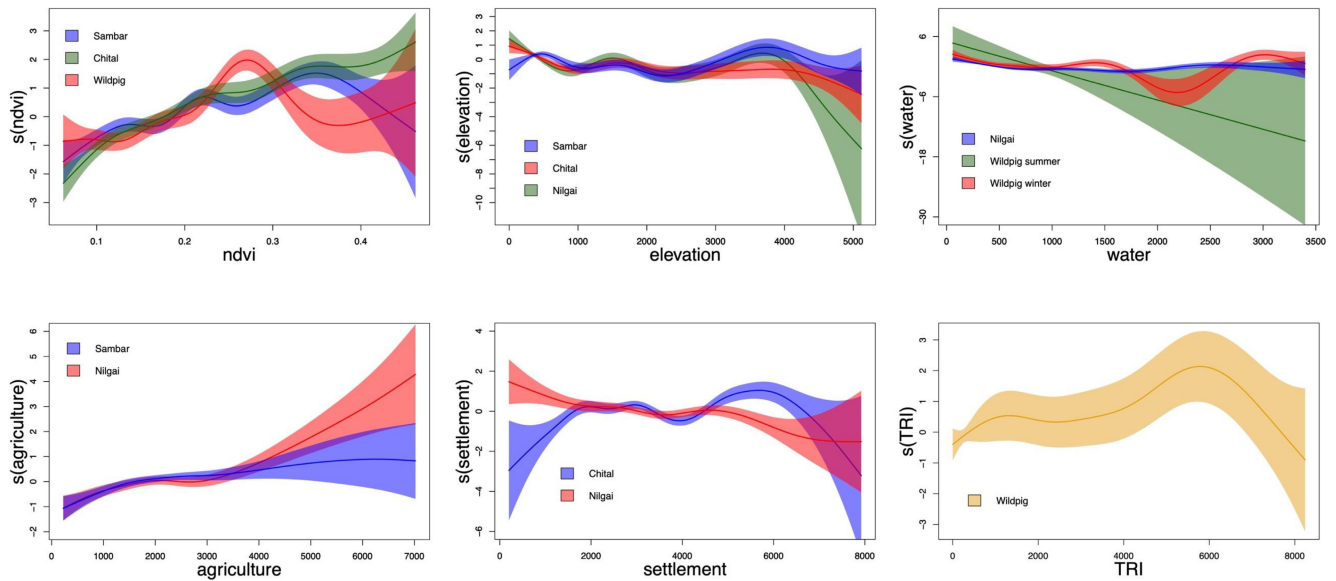 s(ndvi)
3
2
1
0
−1
−2
−3
Sambar
Chital
Wildpig
0.1 0.2 0.3 0.4
ndvi
s(elevation)
4
2
1
0
−2
−4
−6
−8
−10
Sambar
Chital
Nilgai
0 1000 2000 3000 4000 5000
elevation
s(water)
6
−6
−18
−30
Nilgai
Wildpig summer
Wildpig winter
0 500 1000 1500 2000 2500 3000 3500
water
s(agriculture)
6
5
4
3
2
1
0
−1
−2
Sambar
Nilgai
0 1000 2000 3000 4000 5000 6000 7000
agriculture
s(settlement)
4
2
0
−2
−4
−6
Chital
Nilgai
0 2000 4000 6000 8000
settlement
s(TRI)
3
2
1
0
−1
−2
−3
Wildpig
0 2000 4000 6000 8000
TRI